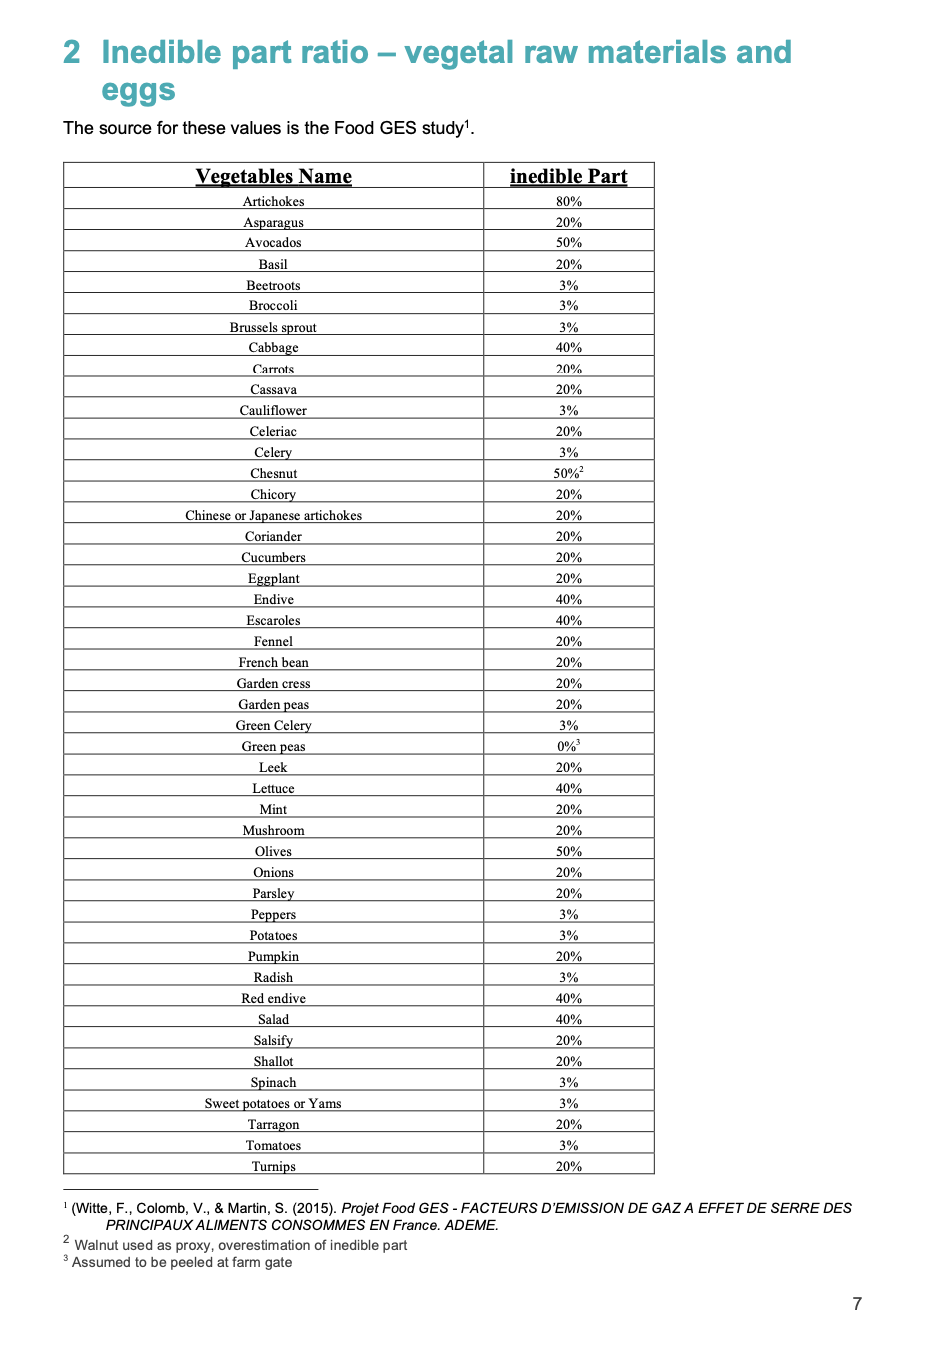 2 Inedible part ratio – vegetal raw materials and
eggs
The source for these values is the Food GES study¹.
Vegetables Name inedible Part
Artichokes 80%
Asparagus 20%
Avocados 50%
Basil 20%
Beetroots 3%
Broccoli 3%
Brussels sprout 3%
Cabbage 40%
Carrots 20%
Cassava 20%
Cauliflower 3%
Celeriac 20%
Celery 3%
Chesnut 50%²
Chicory 20%
Chinese or Japanese artichokes 20%
Coriander 20%
Cucumbers 20%
Eggplant 20%
Endive 40%
Escaroles 40%
Fennel 20%
French bean 20%
Garden cress 20%
Garden peas 20%
Green Celery 3%
Green peas 0%³
Leek 20%
Lettuce 40%
Mint 20%
Mushroom 20%
Olives 50%
Onions 20%
Parsley 20%
Peppers 3%
Potatoes 3%
Pumpkin 20%
Radish 3%
Red endive 40%
Salad 40%
Salsify 20%
Shallot 20%
Spinach 3%
Sweet potatoes or Yams 3%
Tarragon 20%
Tomatoes 3%
Turnips 20%
¹ (Witte, F., Colomb, V., & Martin, S. (2015). Projet Food GES - FACTEURS D'EMISSION DE GAZ A EFFET DE SERRE DES
PRINCIPAUX ALIMENTS CONSOMMES EN France. ADEME.
² Walnut used as proxy, overestimation of inedible part
³ Assumed to be peeled at farm gate
7